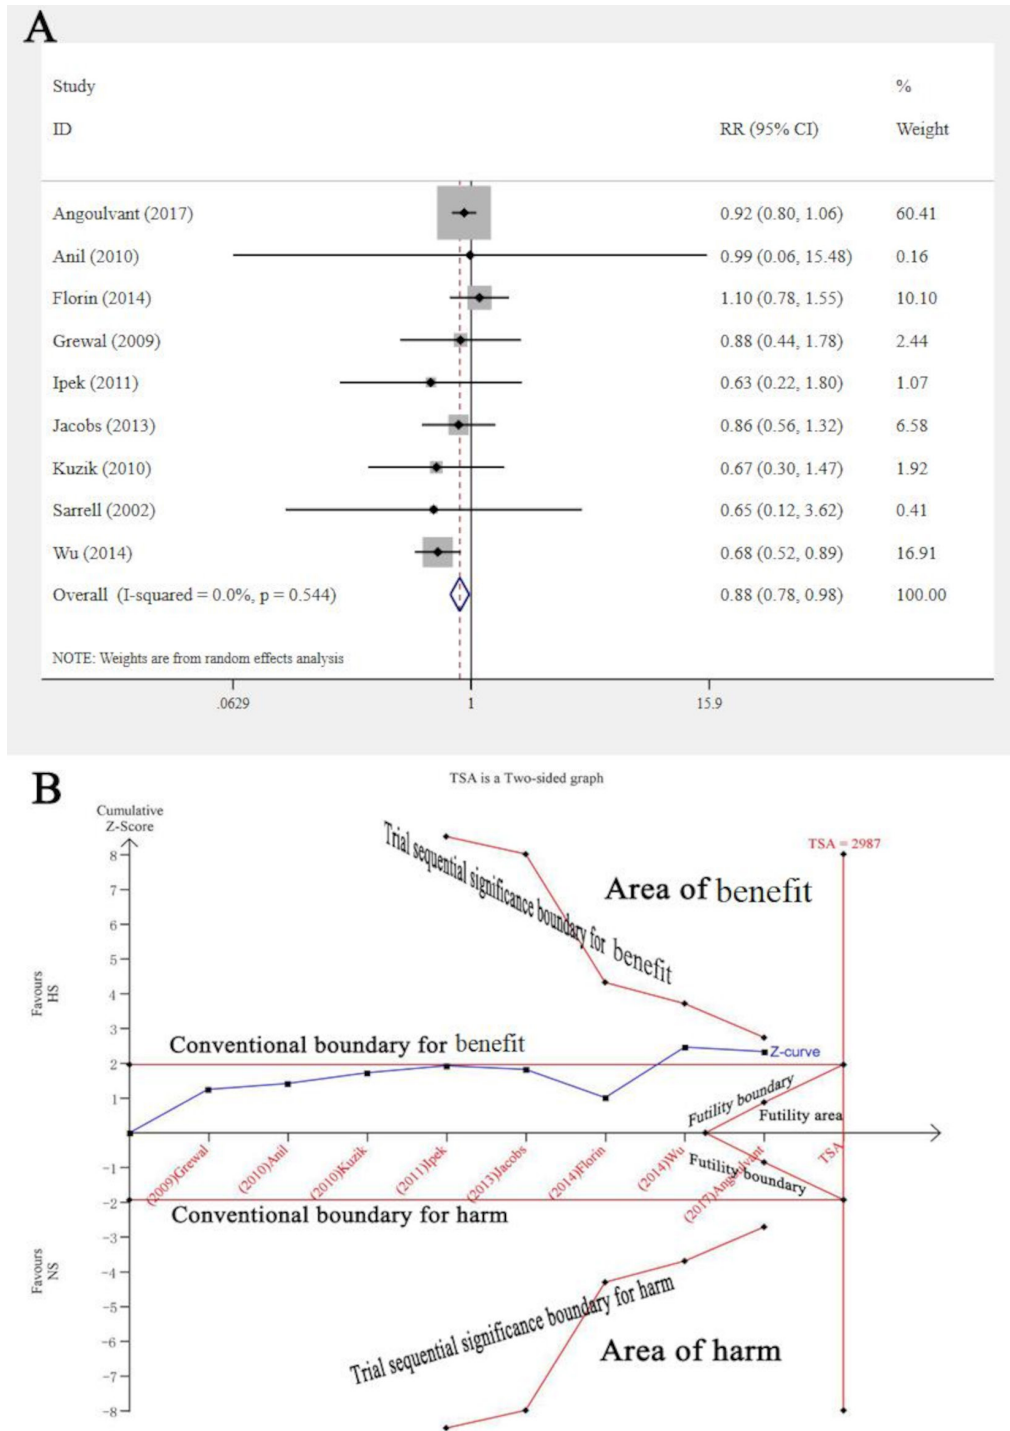 A
Study %
ID RR (95% CI) Weight
Angoulvant (2017) 0.92 (0.80, 1.06) 60.41
Anil (2010) 0.99 (0.06, 15.48) 0.16
Florin (2014) 1.10 (0.78, 1.55) 10.10
Grewal (2009) 0.88 (0.44, 1.78) 2.44
Ipek (2011) 0.63 (0.22, 1.80) 1.07
Jacobs (2013) 0.86 (0.56, 1.32) 6.58
Kuzik (2010) 0.67 (0.30, 1.47) 1.92
Sarrell (2002) 0.65 (0.12, 3.62) 0.41
Wu (2014) 0.68 (0.52, 0.89) 16.91
Overall (I-squared = 0.0%, p = 0.544) 0.88 (0.78, 0.98) 100.00
NOTE: Weights are from random effects analysis
.0629 1 15.9
B
TSA is a Two-sided graph
Cumulative
Z-Score
TSA = 2987
8
7
6
5
4
3
2
1
-1
-2
-3
-4
-5
-6
-7
-8
Favours
HS
Favours
NS
Trial sequential significance boundary for benefit
Area of benefit
Conventional boundary for benefit
Z-curve
Futility boundary
Futility area
Futility boundary
(2009)Grewal
(2010)Anil
(2010)Kuzik
(2011)Ipek
(2013)Jacobs
(2014)Florin
(2014)Wu
(2017)Angoulvant
TSA
Conventional boundary for harm
Trial sequential significance boundary for harm
Area of harm